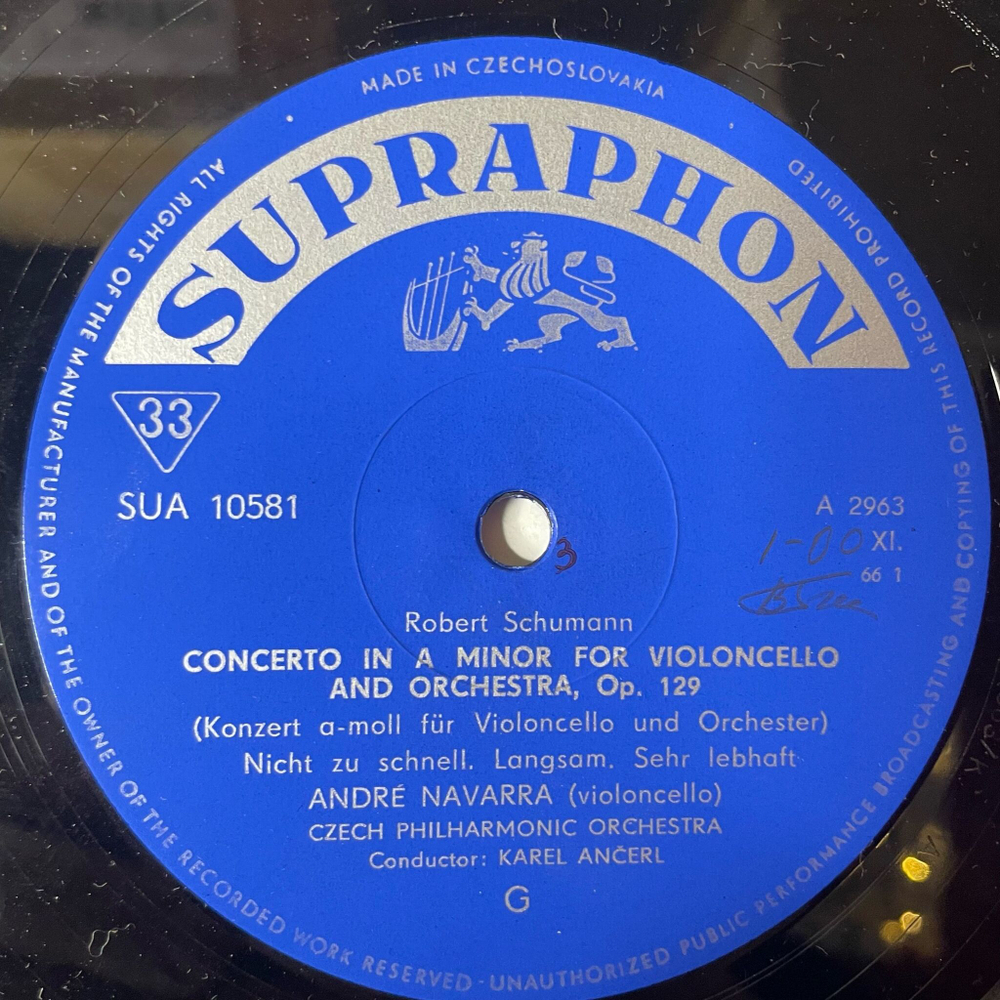 MADE IN CZECHOSLOVAKIA
ALL RIGHTS OF THE MANUFACTURER AND OF THE OWNER OF THE RECORDED WORK RESERVED - UNAUTHORIZED PUBLIC PERFORMANCE BROADCASTING AND COPYING OF THIS RECORD PROHIBITED
SUPRAPHON
33
SUA 10581
A 2963
1-00 XI.
66 1
3
Robert Schumann
CONCERTO IN A MINOR FOR VIOLONCELLO
AND ORCHESTRA, Op. 129
(Konzert a-moll für Violoncello und Orchester)
Nicht zu schnell. Langsam. Sehr lebhaft
ANDRÉ NAVARRA (violoncello)
CZECH PHILHARMONIC ORCHESTRA
Conductor: KAREL ANČERL
G